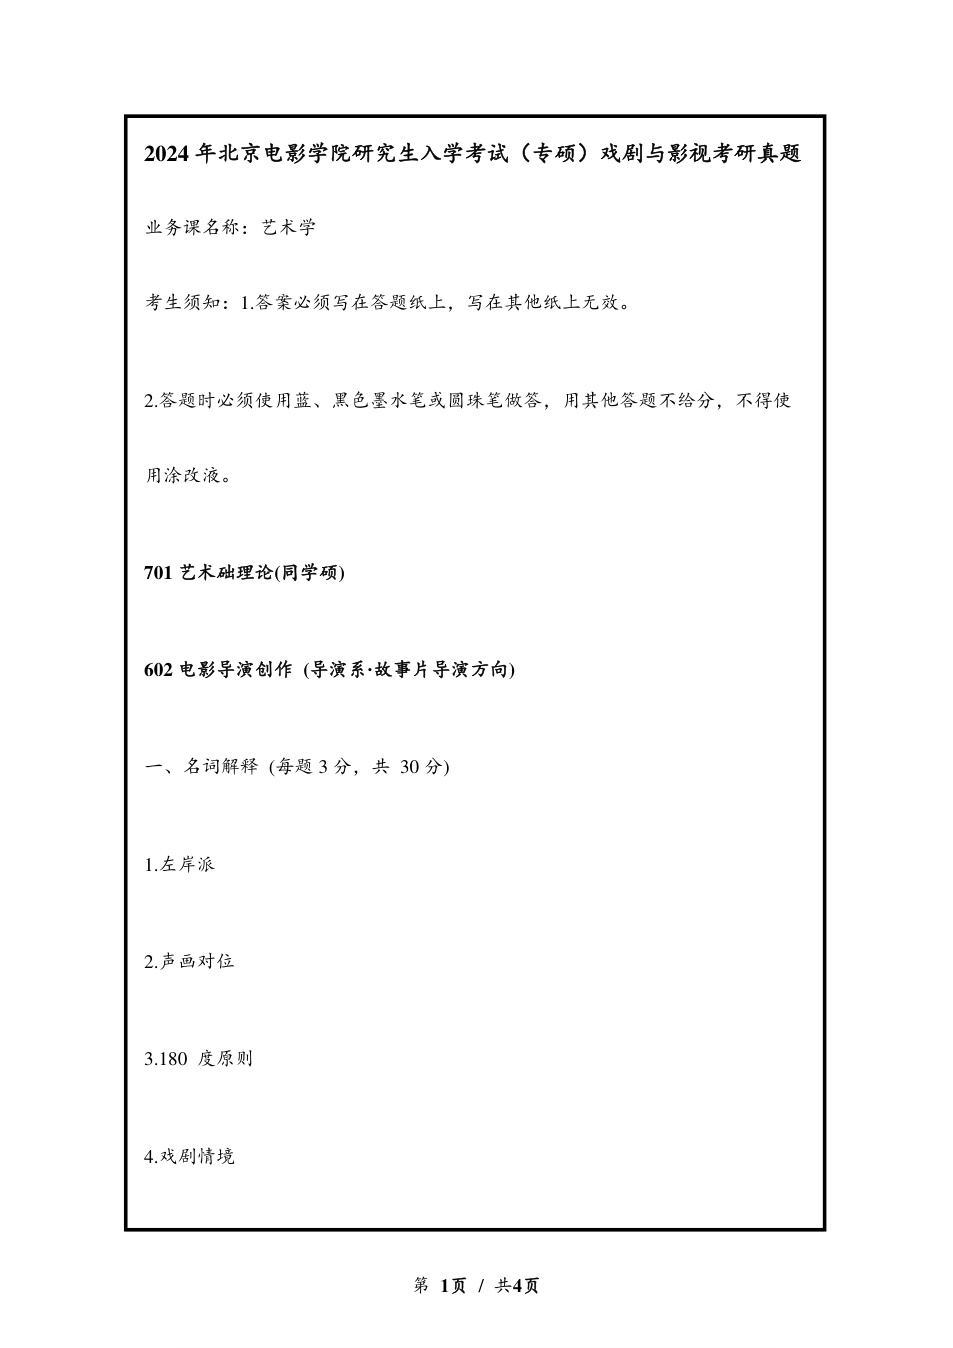 2024 年北京电影学院研究生入学考试（专硕）戏剧与影视考研真题
业务课名称：艺术学
考生须知：1.答案必须写在答题纸上，写在其他纸上无效。
2.答题时必须使用蓝、黑色墨水笔或圆珠笔做答，用其他答题不给分，不得使
用涂改液。
701 艺术础理论(同学硕)
602 电影导演创作 (导演系·故事片导演方向)
一、名词解释 (每题 3 分，共 30 分)
1.左岸派
2.声画对位
3.180 度原则
4.戏剧情境
第 1页 / 共4页